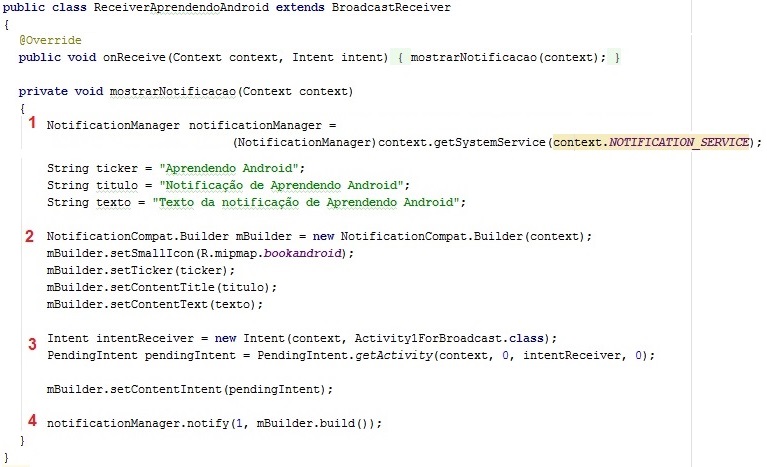 public class ReceiverAprendendoAndroid extends BroadcastReceiver
{
@Override
public void onReceive(Context context, Intent intent) { mostrarNotificacao(context); }
private void mostrarNotificacao(Context context)
{
1 NotificationManager notificationManager =
(NotificationManager)context.getSystemService(context.NOTIFICATION_SERVICE);
String ticker = "Aprendendo Android";
String titulo = "Notificação de Aprendendo Android";
String texto = "Texto da notificação de Aprendendo Android";
2 NotificationCompat.Builder mBuilder = new NotificationCompat.Builder(context);
mBuilder.setSmallIcon(R.mipmap.bookandroid);
mBuilder.setTicker(ticker);
mBuilder.setContentTitle(titulo);
mBuilder.setContentText(texto);
Intent intentReceiver = new Intent(context, Activity1ForBroadcast.class);
3 PendingIntent pendingIntent = PendingIntent.getActivity(context, 0, intentReceiver, 0);
mBuilder.setContentIntent(pendingIntent);
4 notificationManager.notify(1, mBuilder.build());
}
}